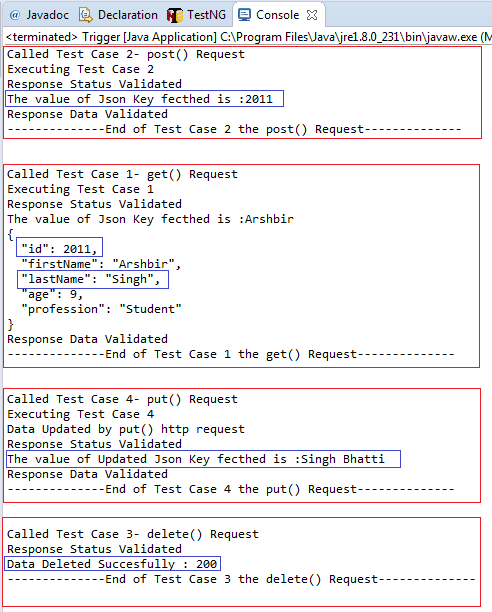 @ Javadoc Declaration TestNG Console
<terminated> Trigger [Java Application] C:\Program Files\Java\jre1.8.0_231\bin\javaw.exe (M
Called Test Case 2- post() Request
Executing Test Case 2
Response Status Validated
The value of Json Key fecthed is :2011
Response Data Validated
--------------End of Test Case 2 the post() Request--------------
Called Test Case 1- get() Request
Executing Test Case 1
Response Status Validated
The value of Json Key fecthed is :Arshbir
{
"id": 2011,
"firstName": "Arshbir",
"lastName": "Singh",
"age": 9,
"profession": "Student"
}
Response Data Validated
--------------End of Test Case 1 the get() Request--------------
Called Test Case 4- put() Request
Executing Test Case 4
Data Updated by put() http request
Response Status Validated
The value of Updated Json Key fecthed is :Singh Bhatti
Response Data Validated
--------------End of Test Case 4 the put() Request--------------
Called Test Case 3- delete() Request
Response Status Validated
Data Deleted Succesfully : 200
--------------End of Test Case 3 the delete() Request--------------